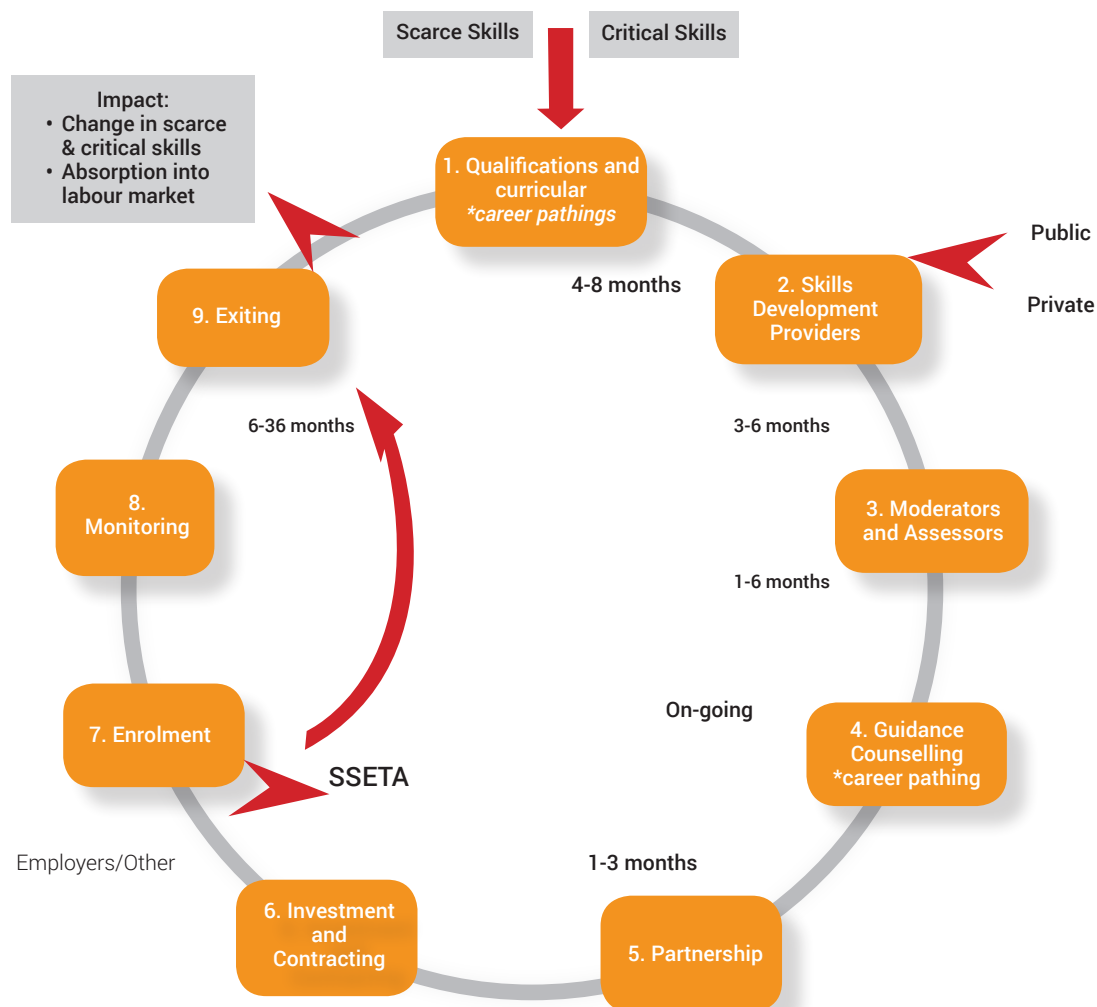 Scarce Skills
Critical Skills
Impact:
• Change in scarce
& critical skills
• Absorption into
labour market
1. Qualifications and
curricular
*career pathings
Public
4-8 months
2. Skills
Development
Providers
Private
9. Exiting
6-36 months
3-6 months
8.
Monitoring
3. Moderators
and Assessors
1-6 months
On-going
7. Enrolment
4. Guidance
Counselling
*career pathing
SSETA
Employers/Other
1-3 months
6. Investment
and
Contracting
5. Partnership